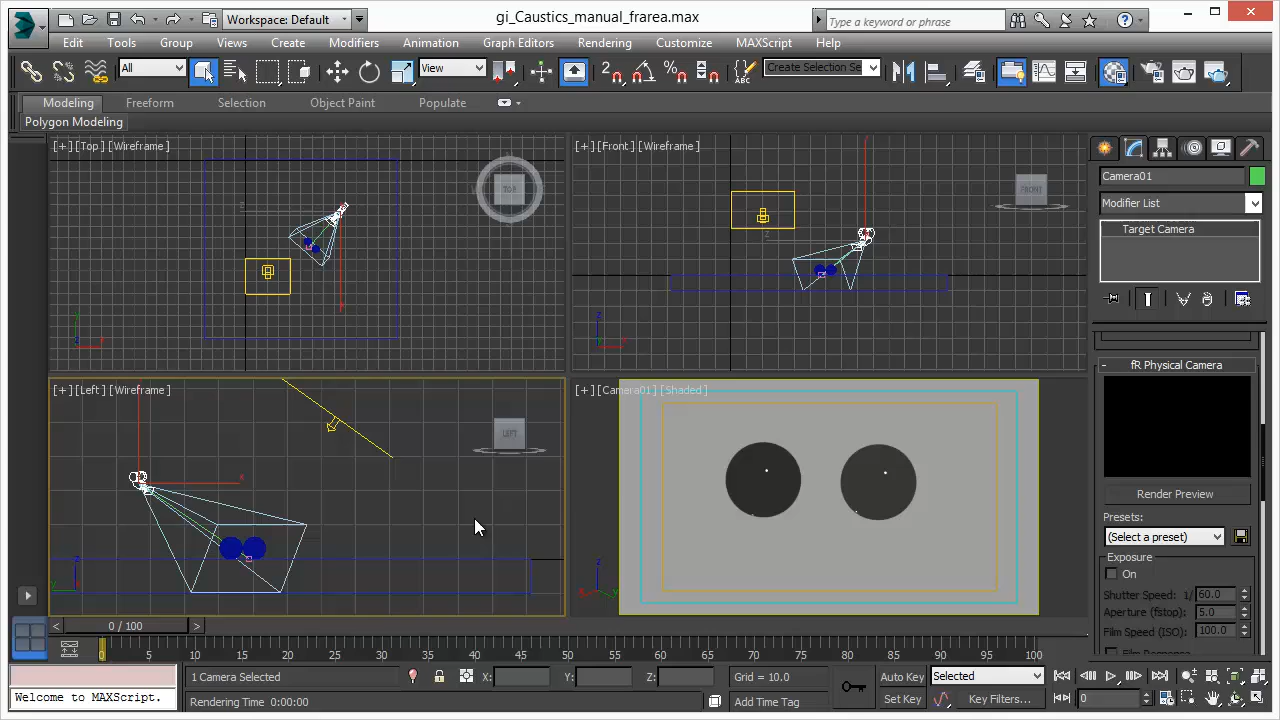 Workspace: Default
gi_Caustics_manual_frarea.max
Type a keyword or phrase
Edit Tools Group Views Create Modifiers Animation Graph Editors Rendering Customize MAXScript Help
All View Create Selection Se
ABC
Modeling Freeform Selection Object Paint Populate
Polygon Modeling
[+] [Top] [Wireframe]
TOP
[+] [Front] [Wireframe]
FRONT
Camera01
Modifier List
Target Camera
[+] [Left] [Wireframe]
LEFT
[+] [Camera01] [Shaded]
- fR Physical Camera
Render Preview
Presets:
(Select a preset)
Exposure
On
Shutter Speed: 1/ 60.0
Aperture (fstop): 5.0
Film Speed (ISO): 100.0
< 0 / 100 >
0 5 10 15 20 25 30 35 40 45 50 55 60 65 70 75 80 85 90 95 100
Welcome to MAXScript.
1 Camera Selected
X: Y: Z:
Grid = 10.0
Auto Key Selected
Rendering Time 0:00:00
Add Time Tag
Set Key Key Filters...
0